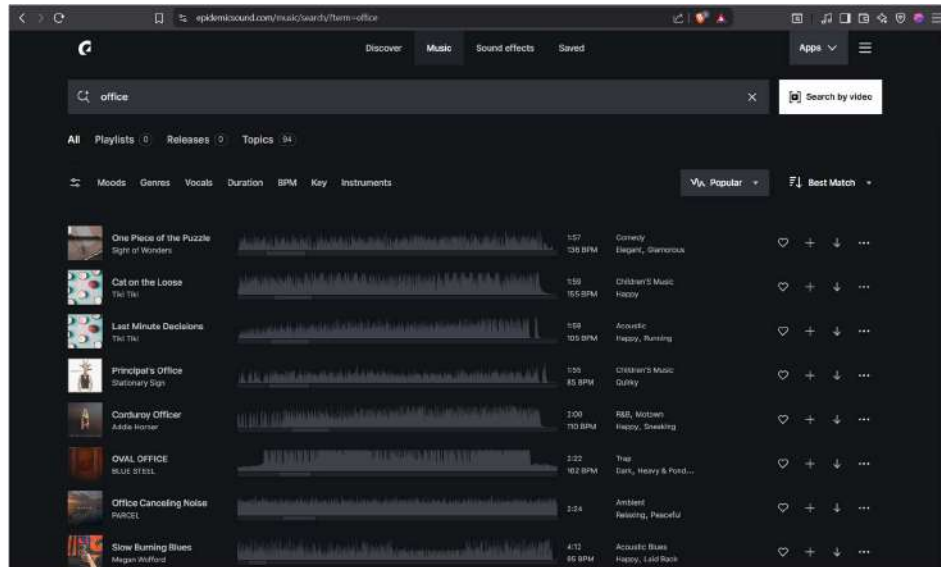 epidemicsound.com/music/search/?term=office
Discover
Music
Sound effects
Saved
Apps
office
Search by video
All
Playlists 0
Releases 0
Topics 94
Moods
Genres
Vocals
Duration
BPM
Key
Instruments
Popular
Best Match
One Piece of the Puzzle
Sight of Wonders
1:57
138 BPM
Comedy
Elegant, Glamorous
Cat on the Loose
Tiki Tiki
1:59
155 BPM
Children'S Music
Happy
Last Minute Decisions
Tiki Tiki
1:59
105 BPM
Acoustic
Happy, Running
Principal's Office
Stationary Sign
1:55
85 BPM
Children'S Music
Quirky
Corduroy Officer
Addie Horner
2:00
110 BPM
R&B, Motown
Happy, Sneaking
OVAL OFFICE
BLUE STEEL
2:22
162 BPM
Trap
Dark, Heavy & Pond...
Office Canceling Noise
PARCEL
2:24
Ambient
Relaxing, Peaceful
Slow Burning Blues
Megan Wofford
4:12
86 BPM
Acoustic Blues
Happy, Laid Back